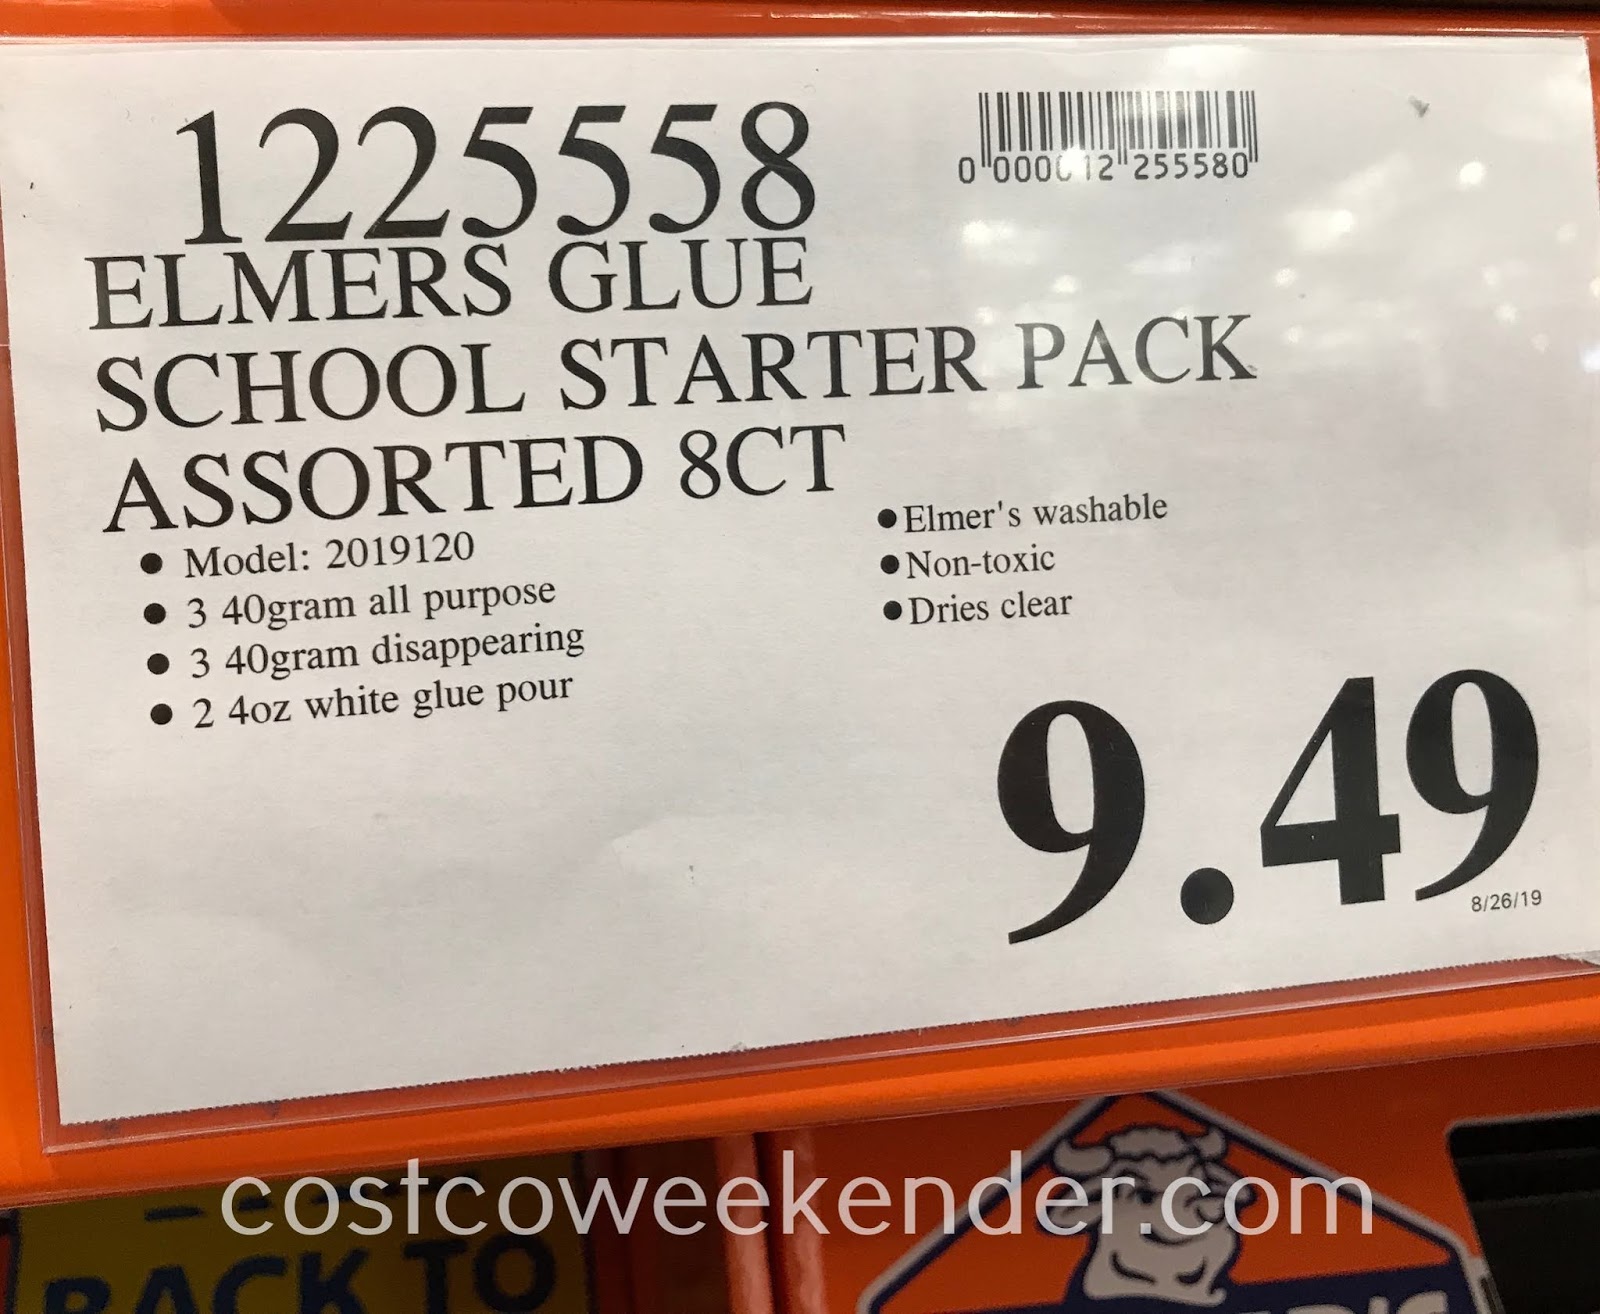 1225558
0 000012 255580
ELMERS GLUE
SCHOOL STARTER PACK
ASSORTED 8CT
● Model: 2019120
● 3 40gram all purpose
● 3 40gram disappearing
● 2 4oz white glue pour
● Elmer's washable
● Non-toxic
● Dries clear
9.49
8/26/19
costcoweekender.com
BACK TO